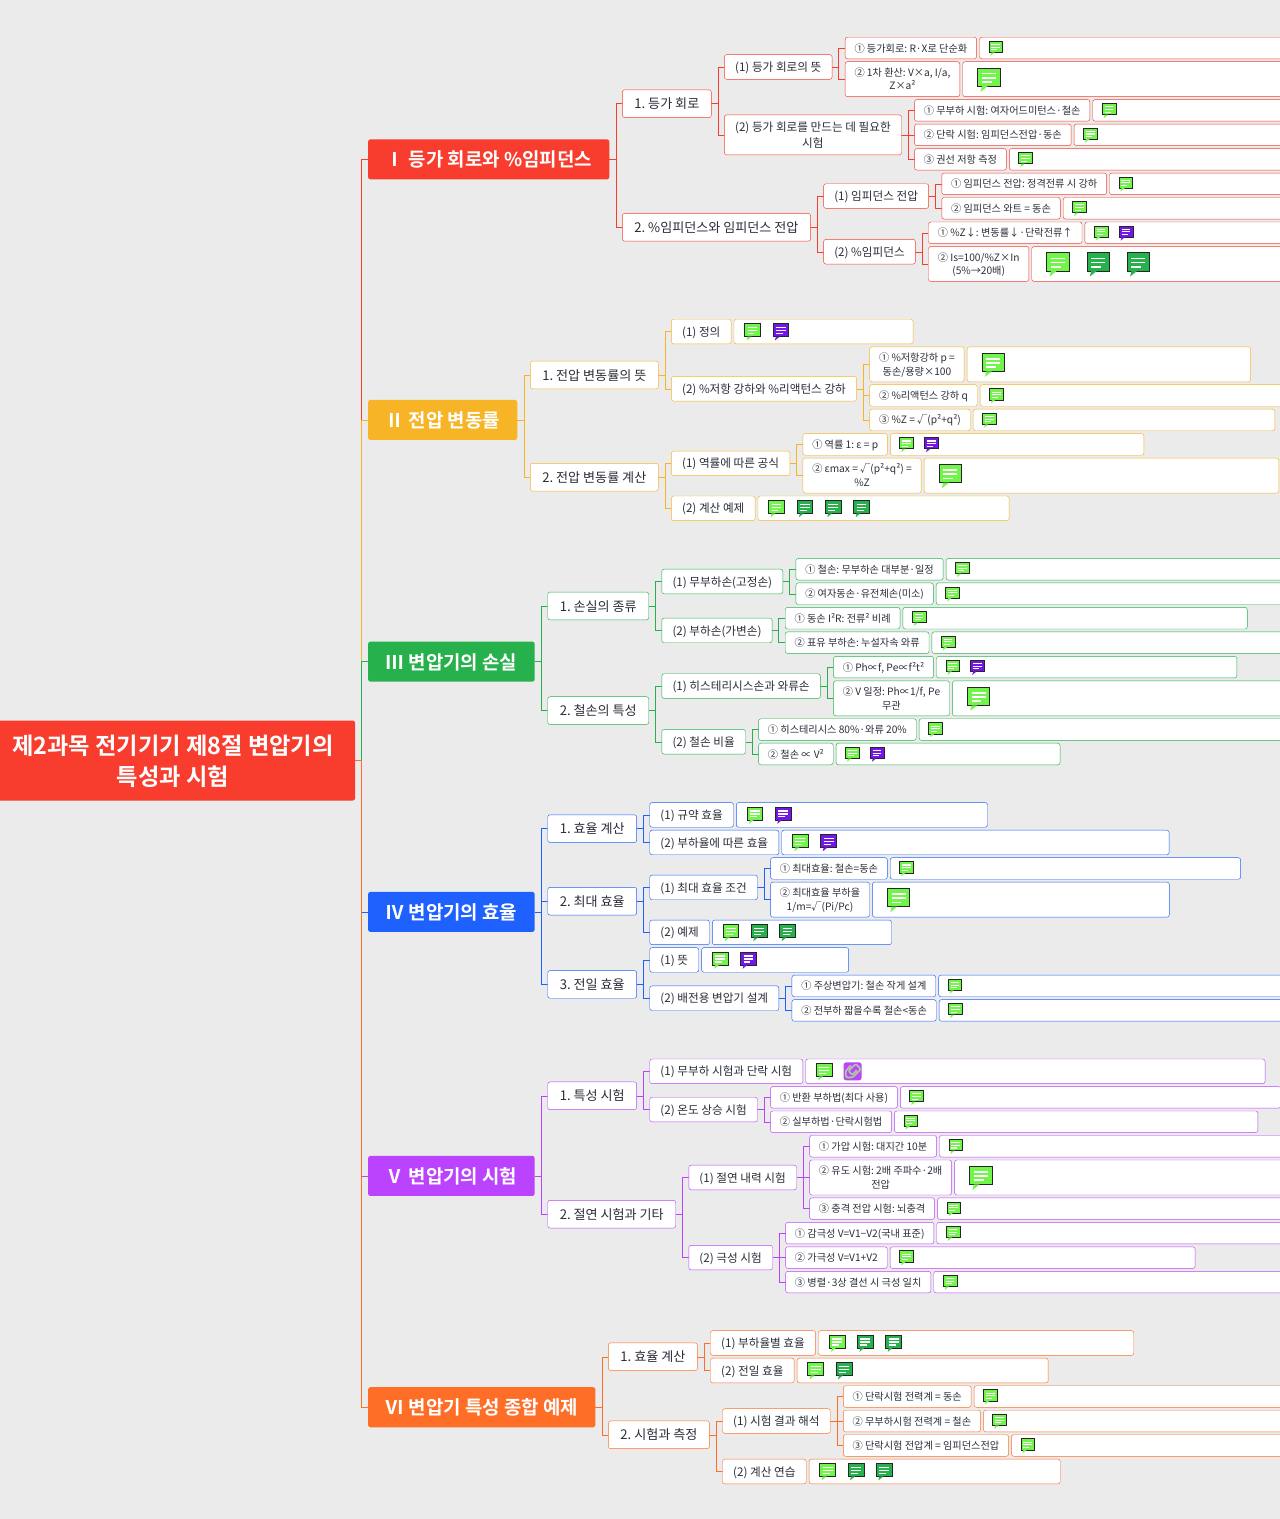 제2과목 전기기기 제8절 변압기의
특성과 시험
Ⅰ 등가 회로와 %임피던스
1. 등가 회로
(1) 등가 회로의 뜻
① 등가회로: R·X로 단순화
② 1차 환산: V×a, I/a,
Z×a²
(2) 등가 회로를 만드는 데 필요한
시험
① 무부하 시험: 여자어드미턴스·철손
② 단락 시험: 임피던스전압·동손
③ 권선 저항 측정
2. %임피던스와 임피던스 전압
(1) 임피던스 전압
① 임피던스 전압: 정격전류 시 강하
② 임피던스 와트 = 동손
(2) %임피던스
① %Z↓: 변동률↓·단락전류↑
② Is=100/%Z×In
(5%→20배)
Ⅱ 전압 변동률
1. 전압 변동률의 뜻
(1) 정의
(2) %저항 강하와 %리액턴스 강하
① %저항강하 p =
동손/용량×100
② %리액턴스 강하 q
③ %Z = √(p²+q²)
2. 전압 변동률 계산
(1) 역률에 따른 공식
① 역률 1: ε = p
② εmax = √(p²+q²) =
%Z
(2) 계산 예제
Ⅲ 변압기의 손실
1. 손실의 종류
(1) 무부하손(고정손)
① 철손: 무부하손 대부분·일정
② 여자동손·유전체손(미소)
(2) 부하손(가변손)
① 동손 I²R: 전류² 비례
② 표유 부하손: 누설자속 와류
2. 철손의 특성
(1) 히스테리시스손과 와류손
① Ph∝f, Pe∝f²t²
② V 일정: Ph∝1/f, Pe
무관
(2) 철손 비율
① 히스테리시스 80%·와류 20%
② 철손 ∝ V²
Ⅳ 변압기의 효율
1. 효율 계산
(1) 규약 효율
(2) 부하율에 따른 효율
2. 최대 효율
(1) 최대 효율 조건
① 최대효율: 철손=동손
② 최대효율 부하율
1/m=√(Pi/Pc)
(2) 예제
3. 전일 효율
(1) 뜻
(2) 배전용 변압기 설계
① 주상변압기: 철손 작게 설계
② 전부하 짧을수록 철손<동손
Ⅴ 변압기의 시험
1. 특성 시험
(1) 무부하 시험과 단락 시험
(2) 온도 상승 시험
① 반환 부하법(최다 사용)
② 실부하법·단락시험법
2. 절연 시험과 기타
(1) 절연 내력 시험
① 가압 시험: 대지간 10분
② 유도 시험: 2배 주파수·2배
전압
③ 충격 전압 시험: 뇌충격
(2) 극성 시험
① 감극성 V=V1−V2(국내 표준)
② 가극성 V=V1+V2
③ 병렬·3상 결선 시 극성 일치
Ⅵ 변압기 특성 종합 예제
1. 효율 계산
(1) 부하율별 효율
(2) 전일 효율
2. 시험과 측정
(1) 시험 결과 해석
① 단락시험 전력계 = 동손
② 무부하시험 전력계 = 철손
③ 단락시험 전압계 = 임피던스전압
(2) 계산 연습